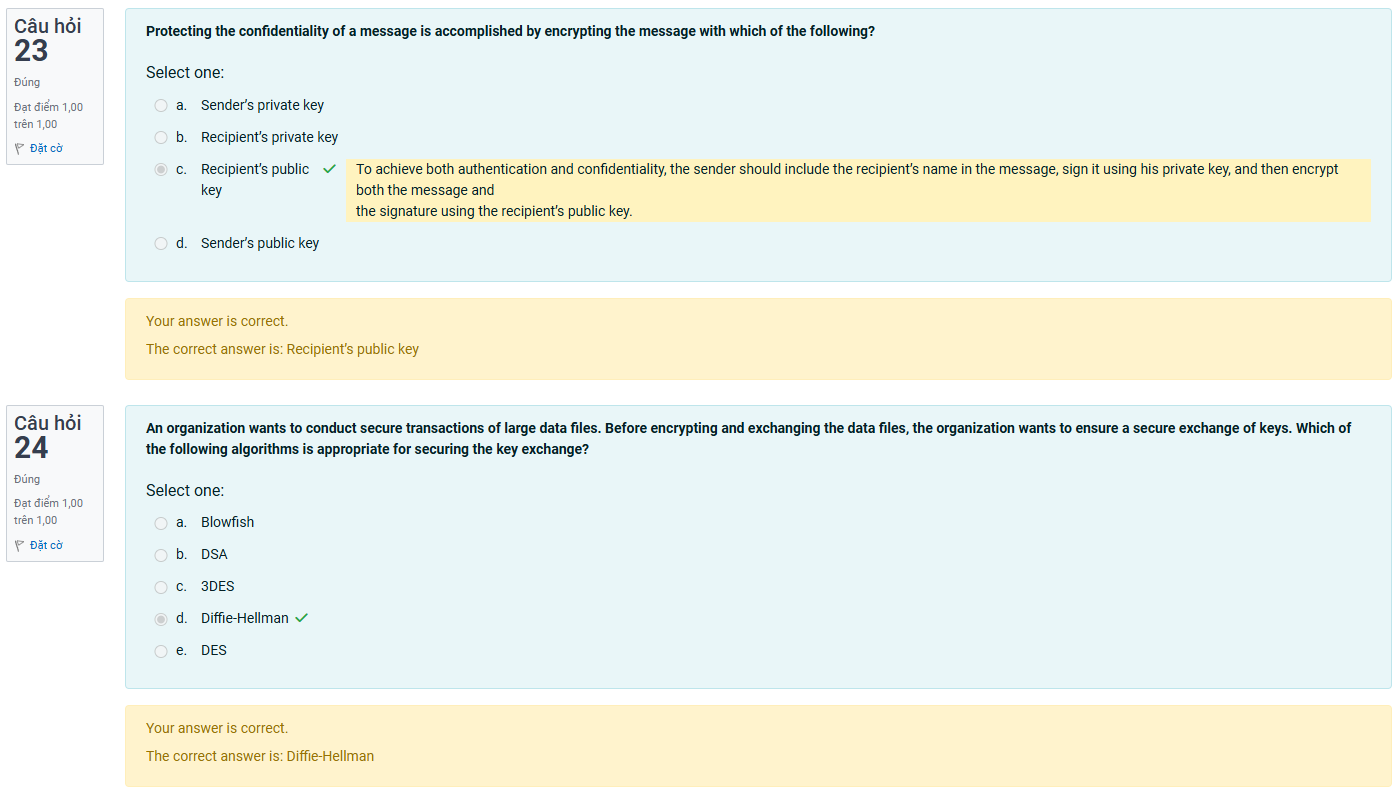 Câu hỏi
23
Đúng
Đạt điểm 1,00
trên 1,00
Đặt cờ
Protecting the confidentiality of a message is accomplished by encrypting the message with which of the following?
Select one:
a. Sender’s private key
b. Recipient’s private key
c. Recipient’s public
key
To achieve both authentication and confidentiality, the sender should include the recipient’s name in the message, sign it using his private key, and then encrypt
both the message and
the signature using the recipient’s public key.
d. Sender’s public key
Your answer is correct.
The correct answer is: Recipient’s public key
Câu hỏi
24
Đúng
Đạt điểm 1,00
trên 1,00
Đặt cờ
An organization wants to conduct secure transactions of large data files. Before encrypting and exchanging the data files, the organization wants to ensure a secure exchange of keys. Which of
the following algorithms is appropriate for securing the key exchange?
Select one:
a. Blowfish
b. DSA
c. 3DES
d. Diffie-Hellman
e. DES
Your answer is correct.
The correct answer is: Diffie-Hellman